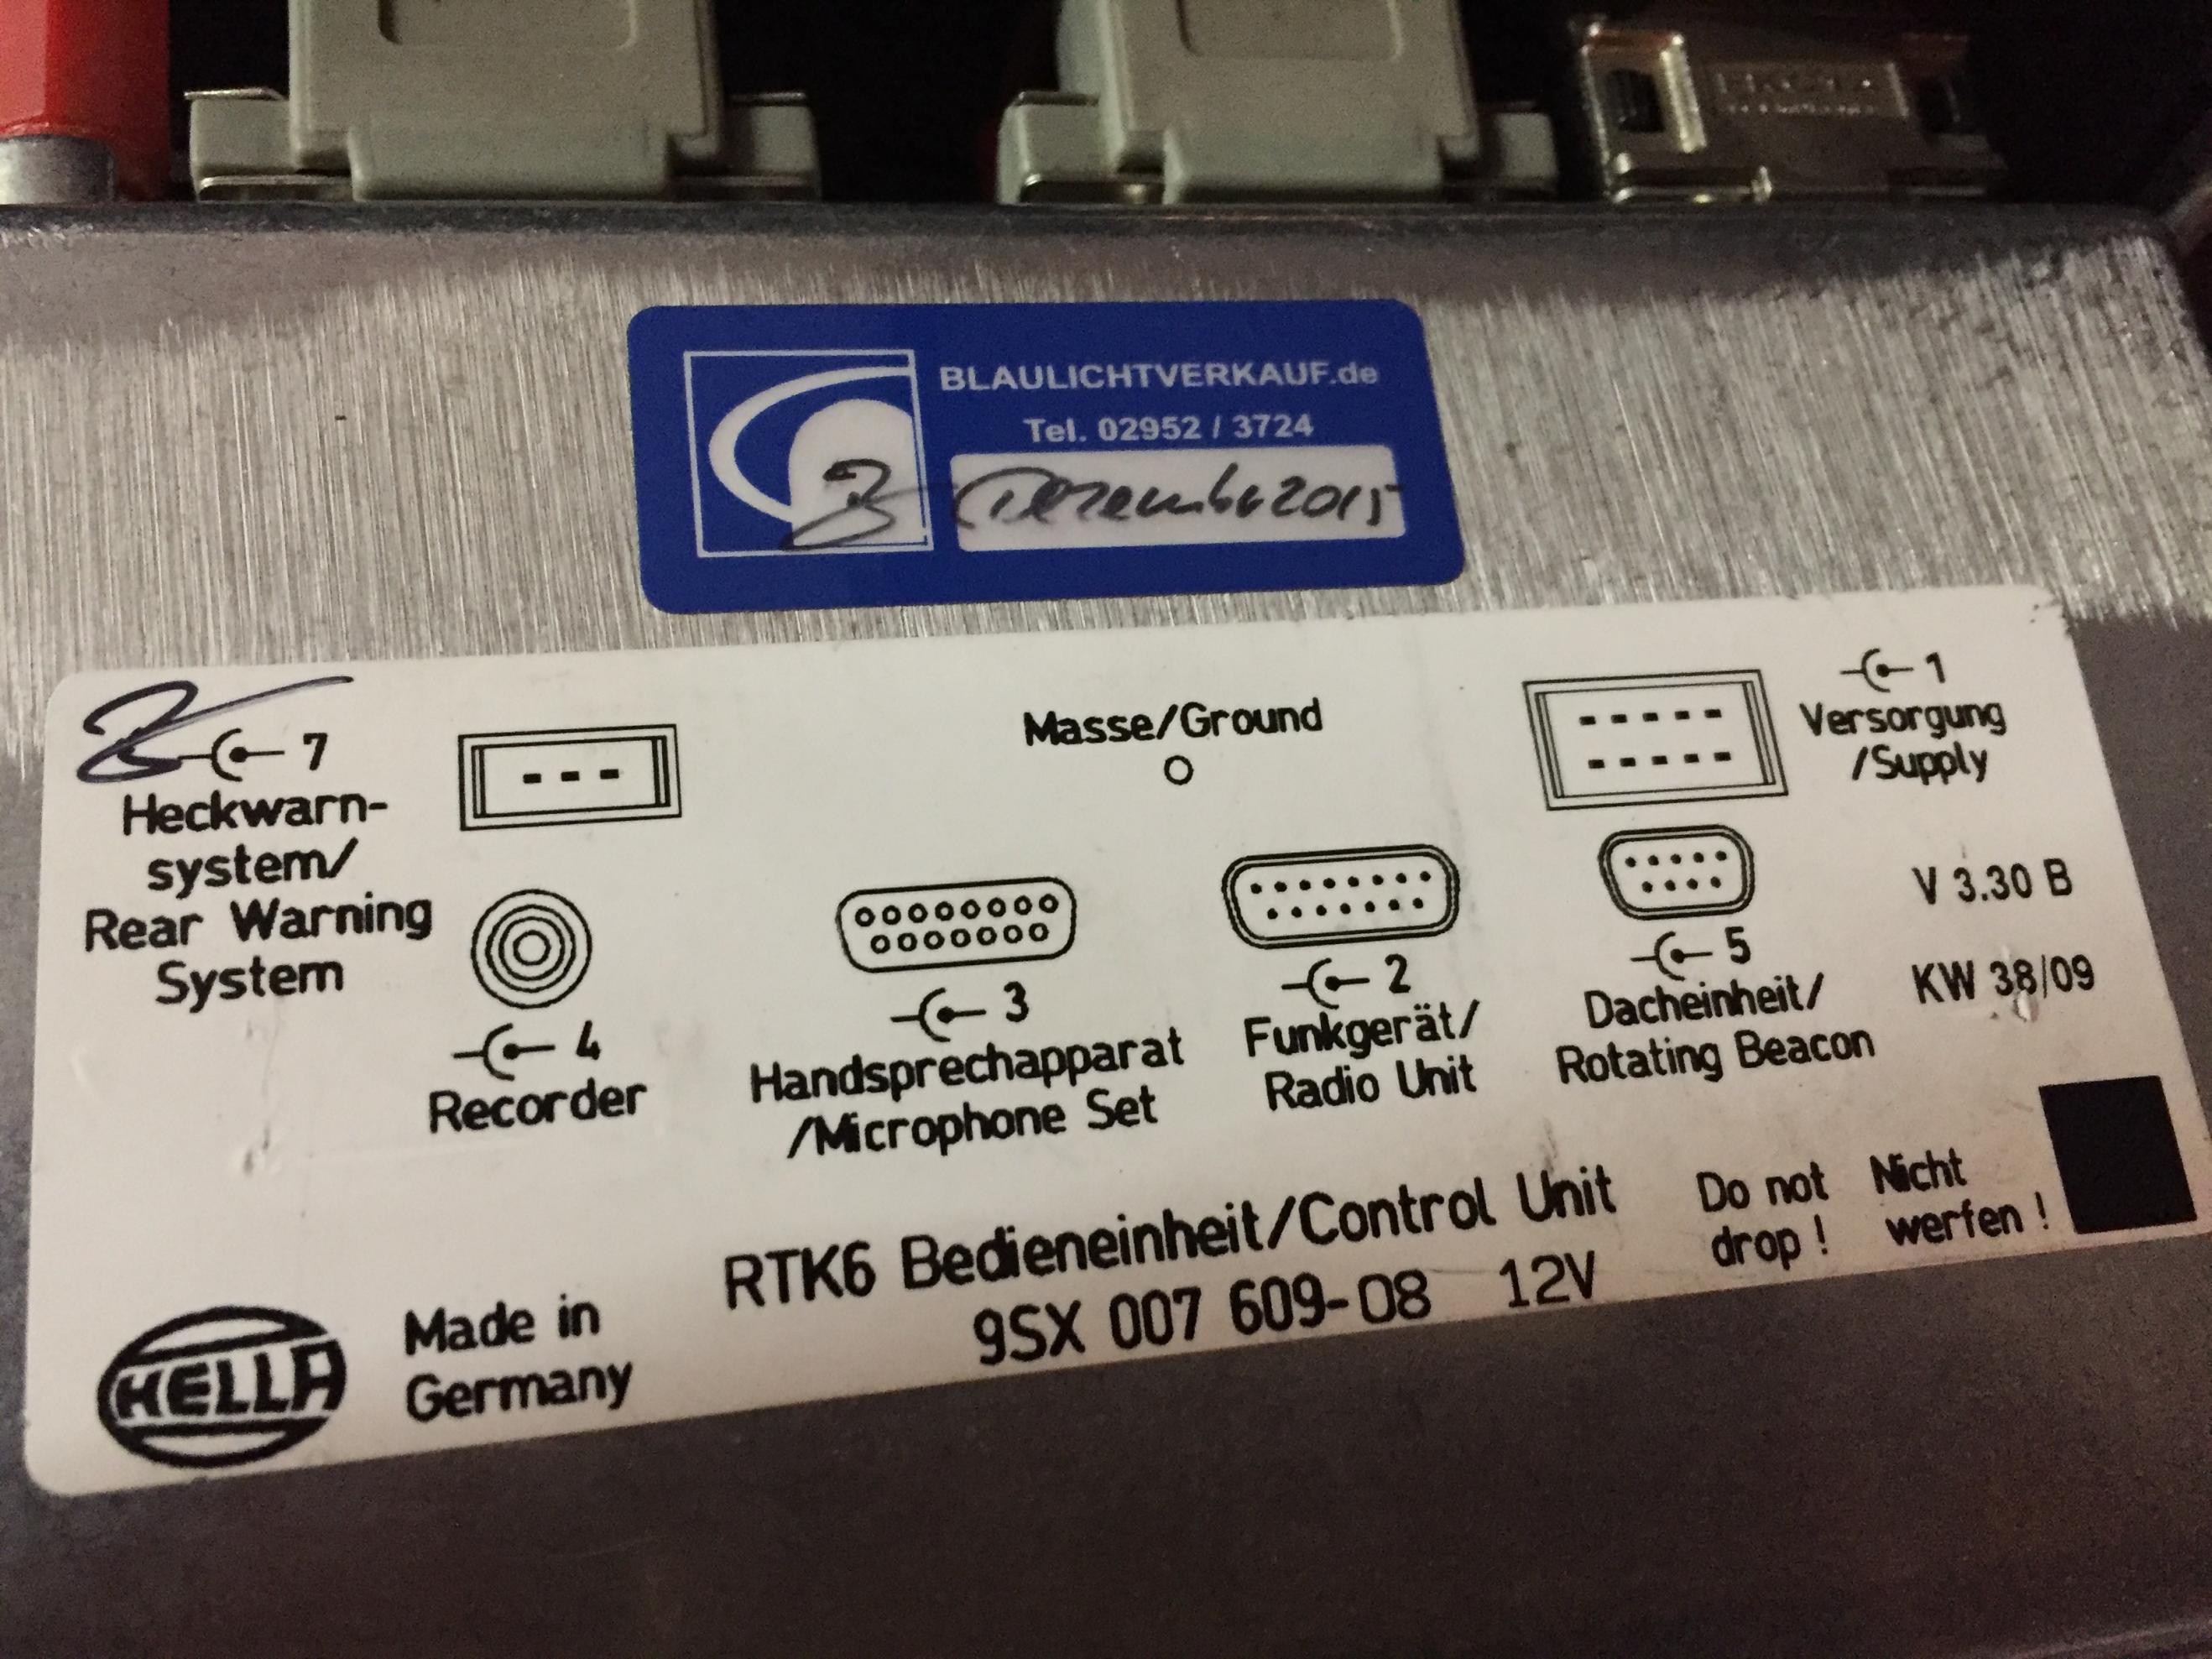 BLAULICHTVERKAUF.de
Tel. 02952 / 3724
Dezember 2015
7
Heckwarn-
system/
Rear Warning
System
Masse/Ground
1
Versorgung
/Supply
4
Recorder
3
Handsprechapparat
/Microphone Set
2
Funkgerät/
Radio Unit
5
Dacheinheit/
Rotating Beacon
V 3.30 B
KW 38/09
RTK6 Bedieneinheit/Control Unit
9SX 007 609-08 12V
Do not
drop !
Nicht
werfen !
HELLA
Made in
Germany